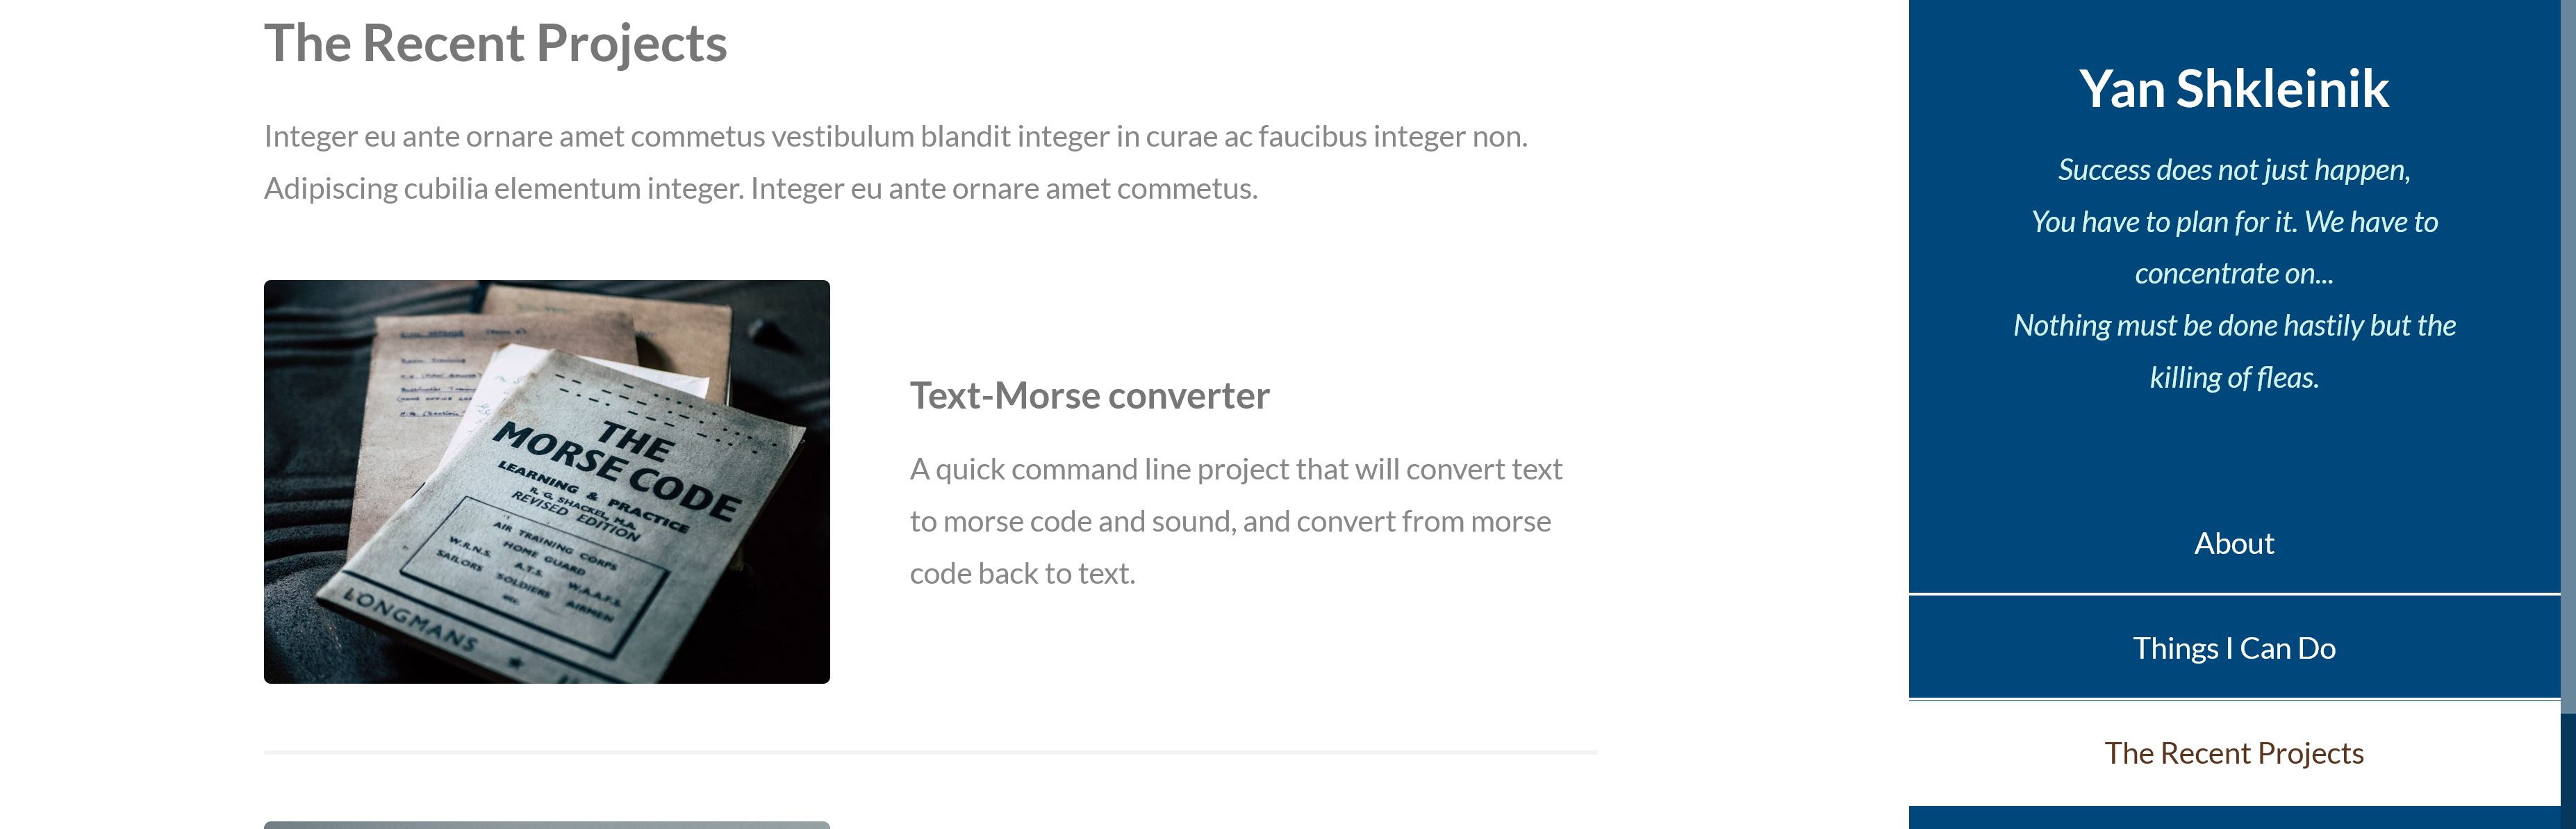 The Recent Projects
Integer eu ante ornare amet commetus vestibulum blandit integer in curae ac faucibus integer non.
Adipiscing cubilia elementum integer. Integer eu ante ornare amet commetus.
THE
MORSE CODE
LEARNING & PRACTICE
R. G. SHACKEL, M.A.
REVISED EDITION
AIR TRAINING CORPS
HOME GUARD
W.R.N.S. A.T.S. W.A.A.F.S.
SAILORS SOLDIERS AIRMEN
etc.
LONGMANS
Text-Morse converter
A quick command line project that will convert text
to morse code and sound, and convert from morse
code back to text.
Yan Shkleinik
Success does not just happen,
You have to plan for it. We have to
concentrate on...
Nothing must be done hastily but the
killing of fleas.
About
Things I Can Do
The Recent Projects